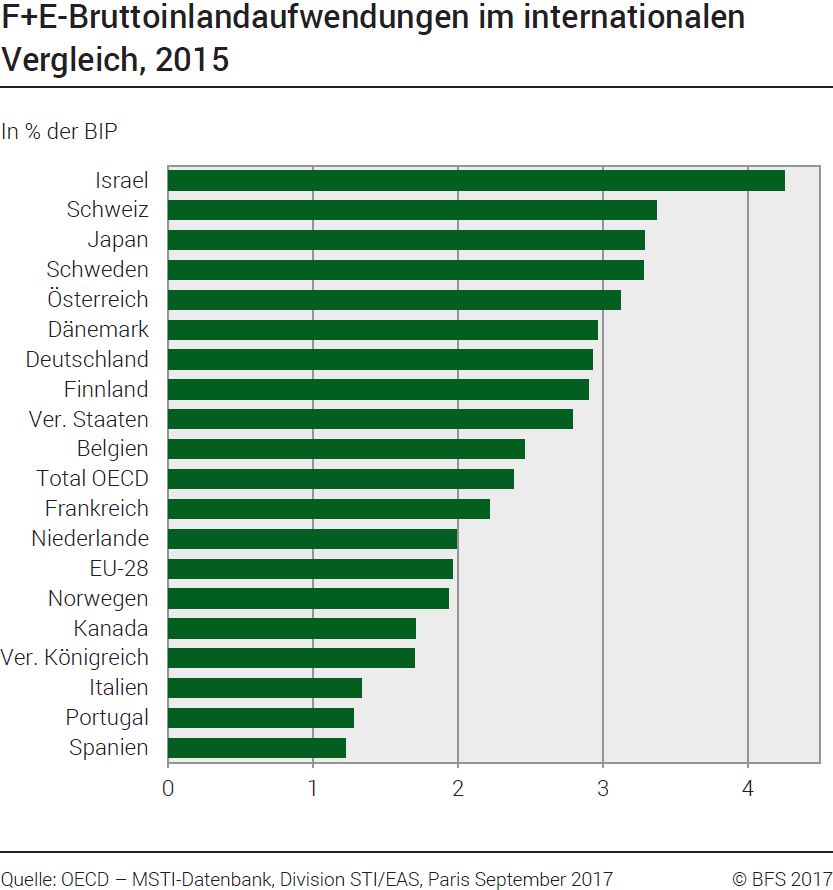 F+E-Bruttoinlandaufwendungen im internationalen
Vergleich, 2015
In % der BIP
Israel
Schweiz
Japan
Schweden
Österreich
Dänemark
Deutschland
Finnland
Ver. Staaten
Belgien
Total OECD
Frankreich
Niederlande
EU-28
Norwegen
Kanada
Ver. Königreich
Italien
Portugal
Spanien
0 1 2 3 4
Quelle: OECD – MSTI-Datenbank, Division STI/EAS, Paris September 2017 © BFS 2017